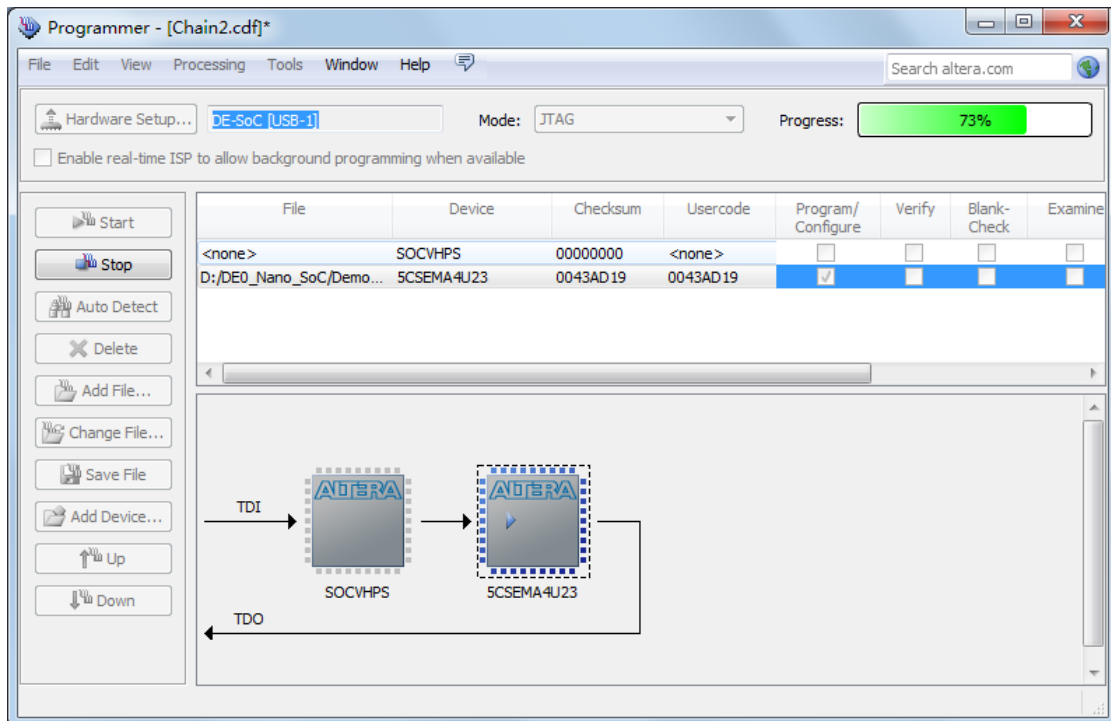 Programmer - [Chain2.cdf]*
File Edit View Processing Tools Window Help Search altera.com
Hardware Setup... DE-SoC [USB-1] Mode: JTAG Progress: 73%
Enable real-time ISP to allow background programming when available
Start
Stop
Auto Detect
Delete
Add File...
Change File...
Save File
Add Device...
Up
Down
File Device Checksum Usercode Program/ Verify Blank- Examine
Configure Check
<none> SOCVHPS 00000000 <none>
D:/DE0_Nano_SoC/Demo... 5CSEMA4U23 0043AD19 0043AD19
ALTERA ALTERA
TDI
SOCVHPS 5CSEMA4U23
TDO